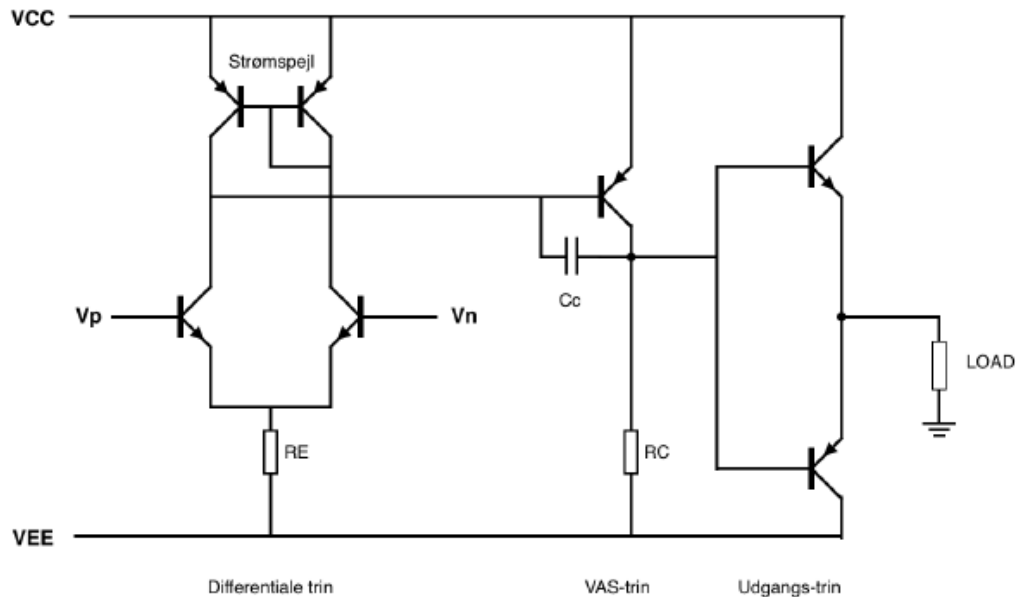 VCC
Strømspejl
Vp
Vn
Cc
LOAD
RE
RC
VEE
Differentiale trin
VAS-trin
Udgangs-trin